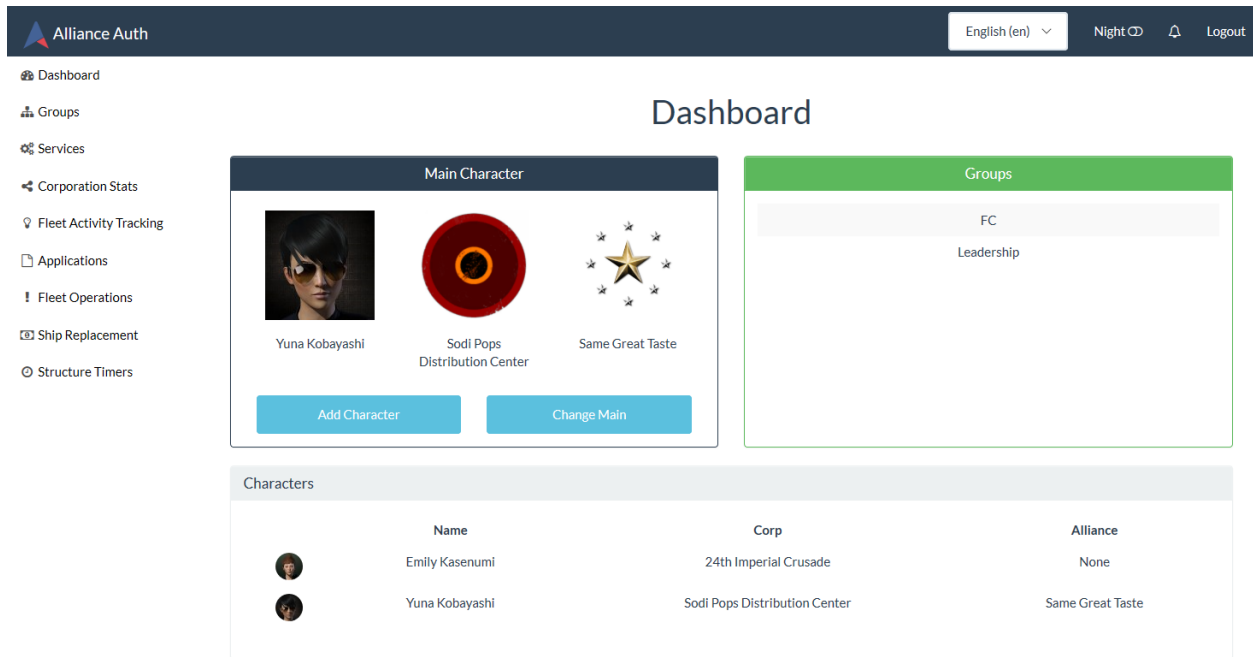 Alliance Auth
English (en)
Night
Logout
Dashboard
Groups
Services
Corporation Stats
Fleet Activity Tracking
Applications
Fleet Operations
Ship Replacement
Structure Timers
Dashboard
Main Character
Yuna Kobayashi
Sodi Pops
Distribution Center
Same Great Taste
Add Character
Change Main
Groups
FC
Leadership
Characters
Name Corp Alliance
Emily Kasenumi 24th Imperial Crusade None
Yuna Kobayashi Sodi Pops Distribution Center Same Great Taste